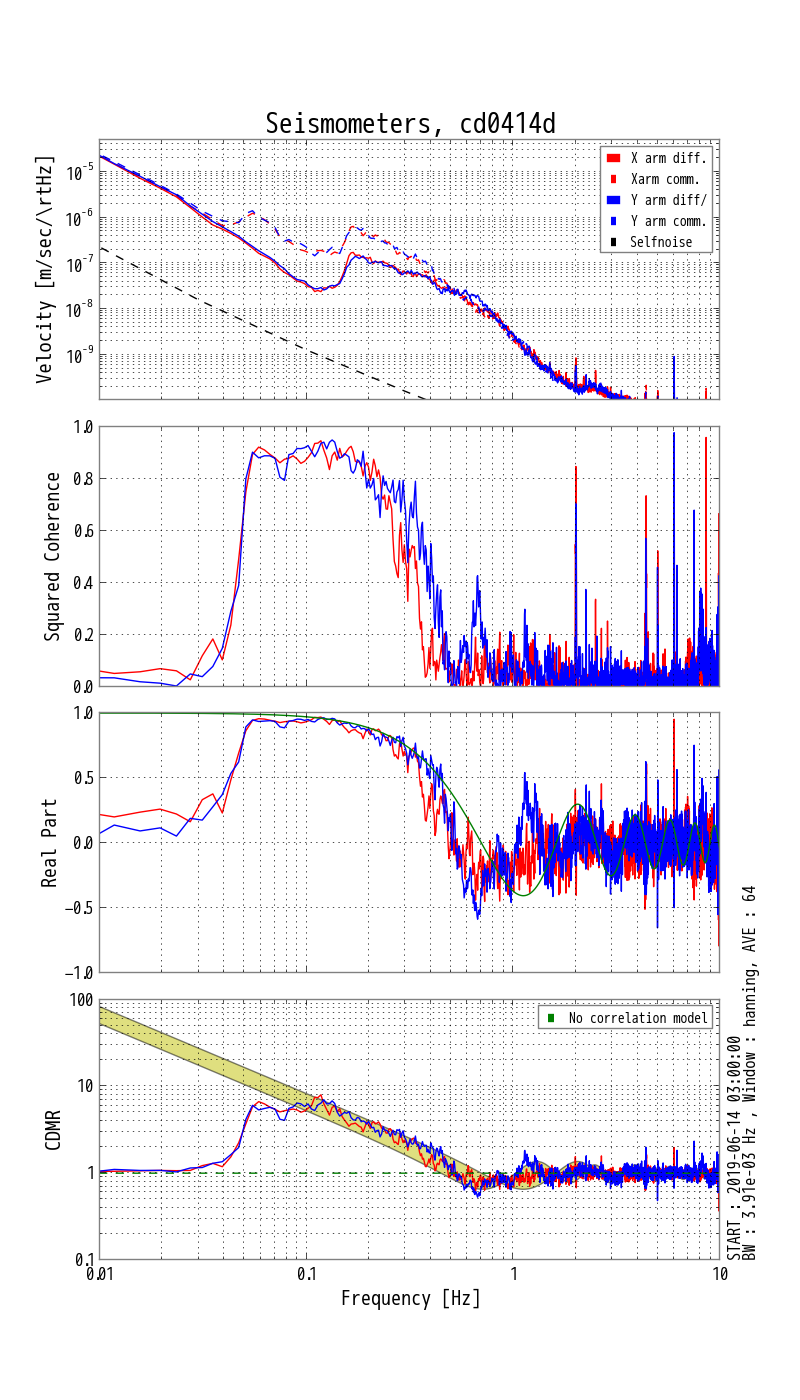 Seismometers, cd0414d
Velocity [m/sec/\rtHz]
10^-5
10^-6
10^-7
10^-8
10^-9
X arm diff.
Xarm comm.
Y arm diff/
Y arm comm.
Selfnoise
Squared Coherence
1.0
0.8
0.6
0.4
0.2
0.0
Real Part
1.0
0.5
0.0
−0.5
−1.0
CDMR
100
10
1
0.1
No correlation model
0.01
0.1
1
10
Frequency [Hz]
START : 2019-06-14 03:00:00
BW : 3.91e-03 Hz , Window : hanning, AVE : 64